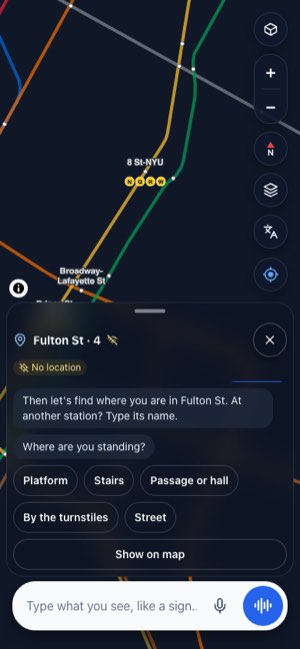 N
8 St-NYU
N Q R W
Broadway-
Lafayette St
Fulton St · 4
No location
Then let's find where you are in Fulton St. At
another station? Type its name.
Where are you standing?
Platform
Stairs
Passage or hall
By the turnstiles
Street
Show on map
Type what you see, like a sign..